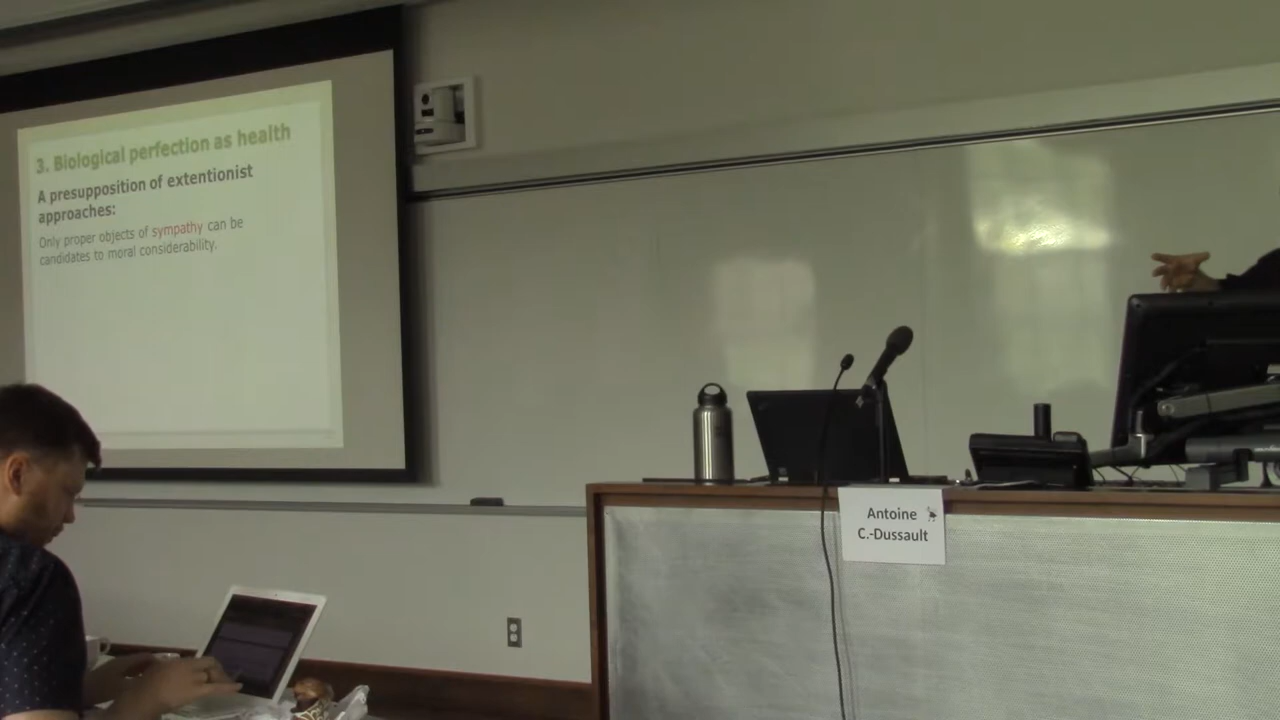 3. Biological perfection as health
A presupposition of extentionist
approaches:
Only proper objects of sympathy can be
candidates to moral considerability.
Antoine
C.-Dussault